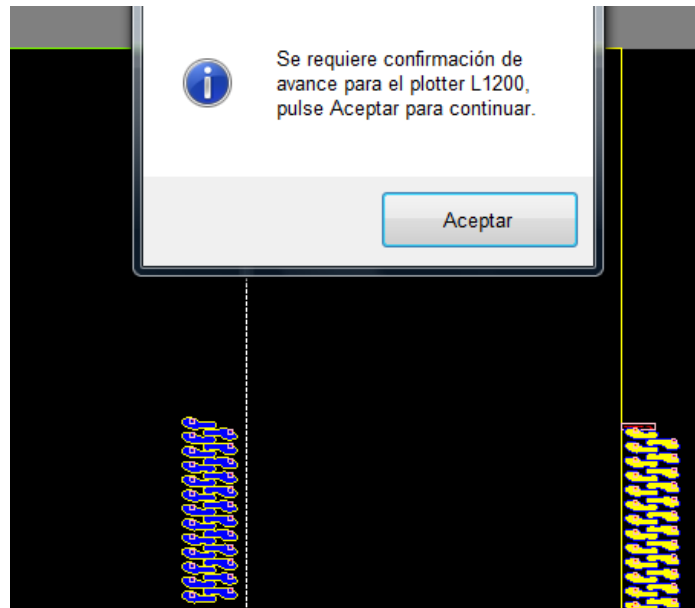 Se requiere confirmación de
avance para el plotter L1200,
pulse Aceptar para continuar.
Aceptar